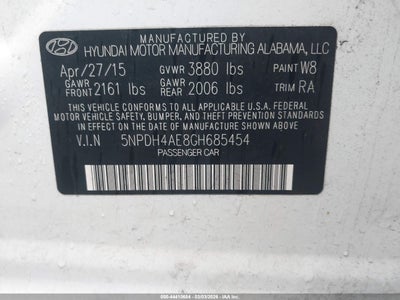 MANUFACTURED BY
HYUNDAI MOTOR MANUFACTURING ALABAMA, LLC
Apr/27/15 GVWR 3880 lbs PAINT W8
GAWR FRONT 2161 lbs GAWR REAR 2006 lbs TRIM RA
THIS VEHICLE CONFORMS TO ALL APPLICABLE U.S.A. FEDERAL
MOTOR VEHICLE SAFETY, BUMPER, AND THEFT PREVENTION
STANDARDS IN EFFECT ON THE DATE OF MANUFACTURE SHOWN ABOVE.
V.I.N 5NPDH4AE8GH685454
PASSENGER CAR